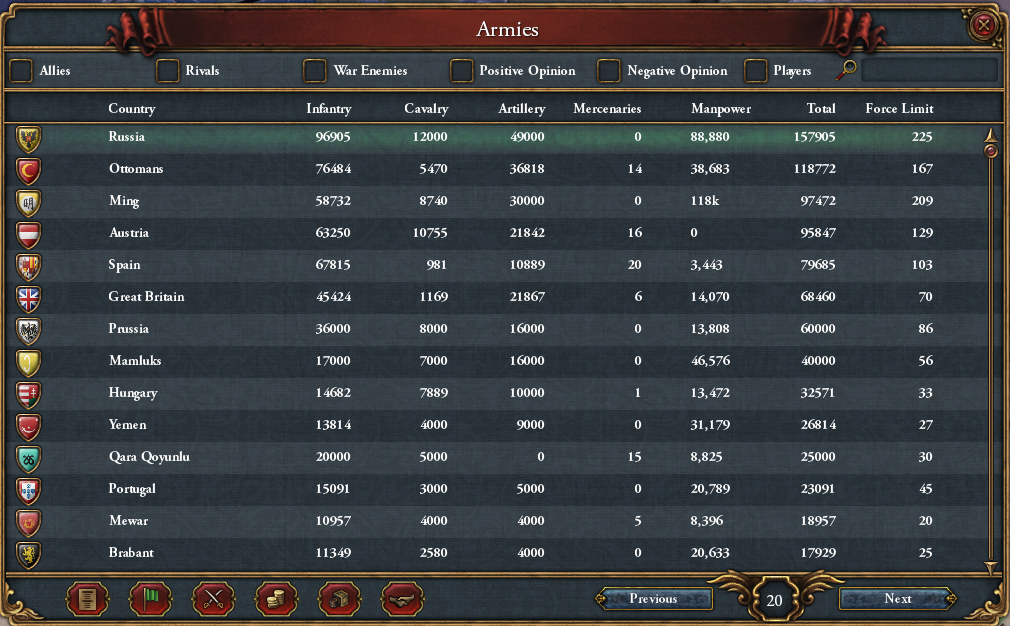 Armies
Allies Rivals War Enemies Positive Opinion Negative Opinion Players
Country Infantry Cavalry Artillery Mercenaries Manpower Total Force Limit
Russia 96905 12000 49000 0 88,880 157905 225
Ottomans 76484 5470 36818 14 38,683 118772 167
Ming 58732 8740 30000 0 118k 97472 209
Austria 63250 10755 21842 16 0 95847 129
Spain 67815 981 10889 20 3,443 79685 103
Great Britain 45424 1169 21867 6 14,070 68460 70
Prussia 36000 8000 16000 0 13,808 60000 86
Mamluks 17000 7000 16000 0 46,576 40000 56
Hungary 14682 7889 10000 1 13,472 32571 33
Yemen 13814 4000 9000 0 31,179 26814 27
Qara Qoyunlu 20000 5000 0 15 8,825 25000 30
Portugal 15091 3000 5000 0 20,789 23091 45
Mewar 10957 4000 4000 5 8,396 18957 20
Brabant 11349 2580 4000 0 20,633 17929 25
Previous 20 Next